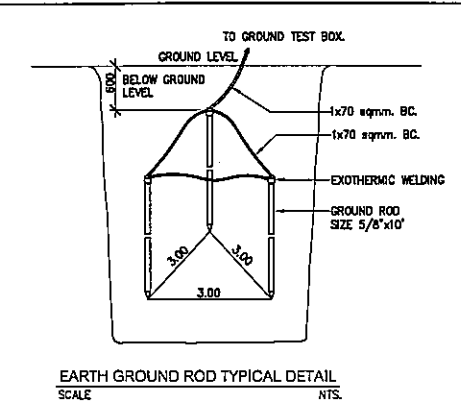 TO GROUND TEST BOX.
GROUND LEVEL
600
BELOW GROUND
LEVEL
1x70 sqmm. BC.
1x70 sqmm. BC.
EXOTHERMIC WELDING
GROUND ROD
SIZE 5/8"x10'
3.00
3.00
3.00
EARTH GROUND ROD TYPICAL DETAIL
SCALE
NTS.